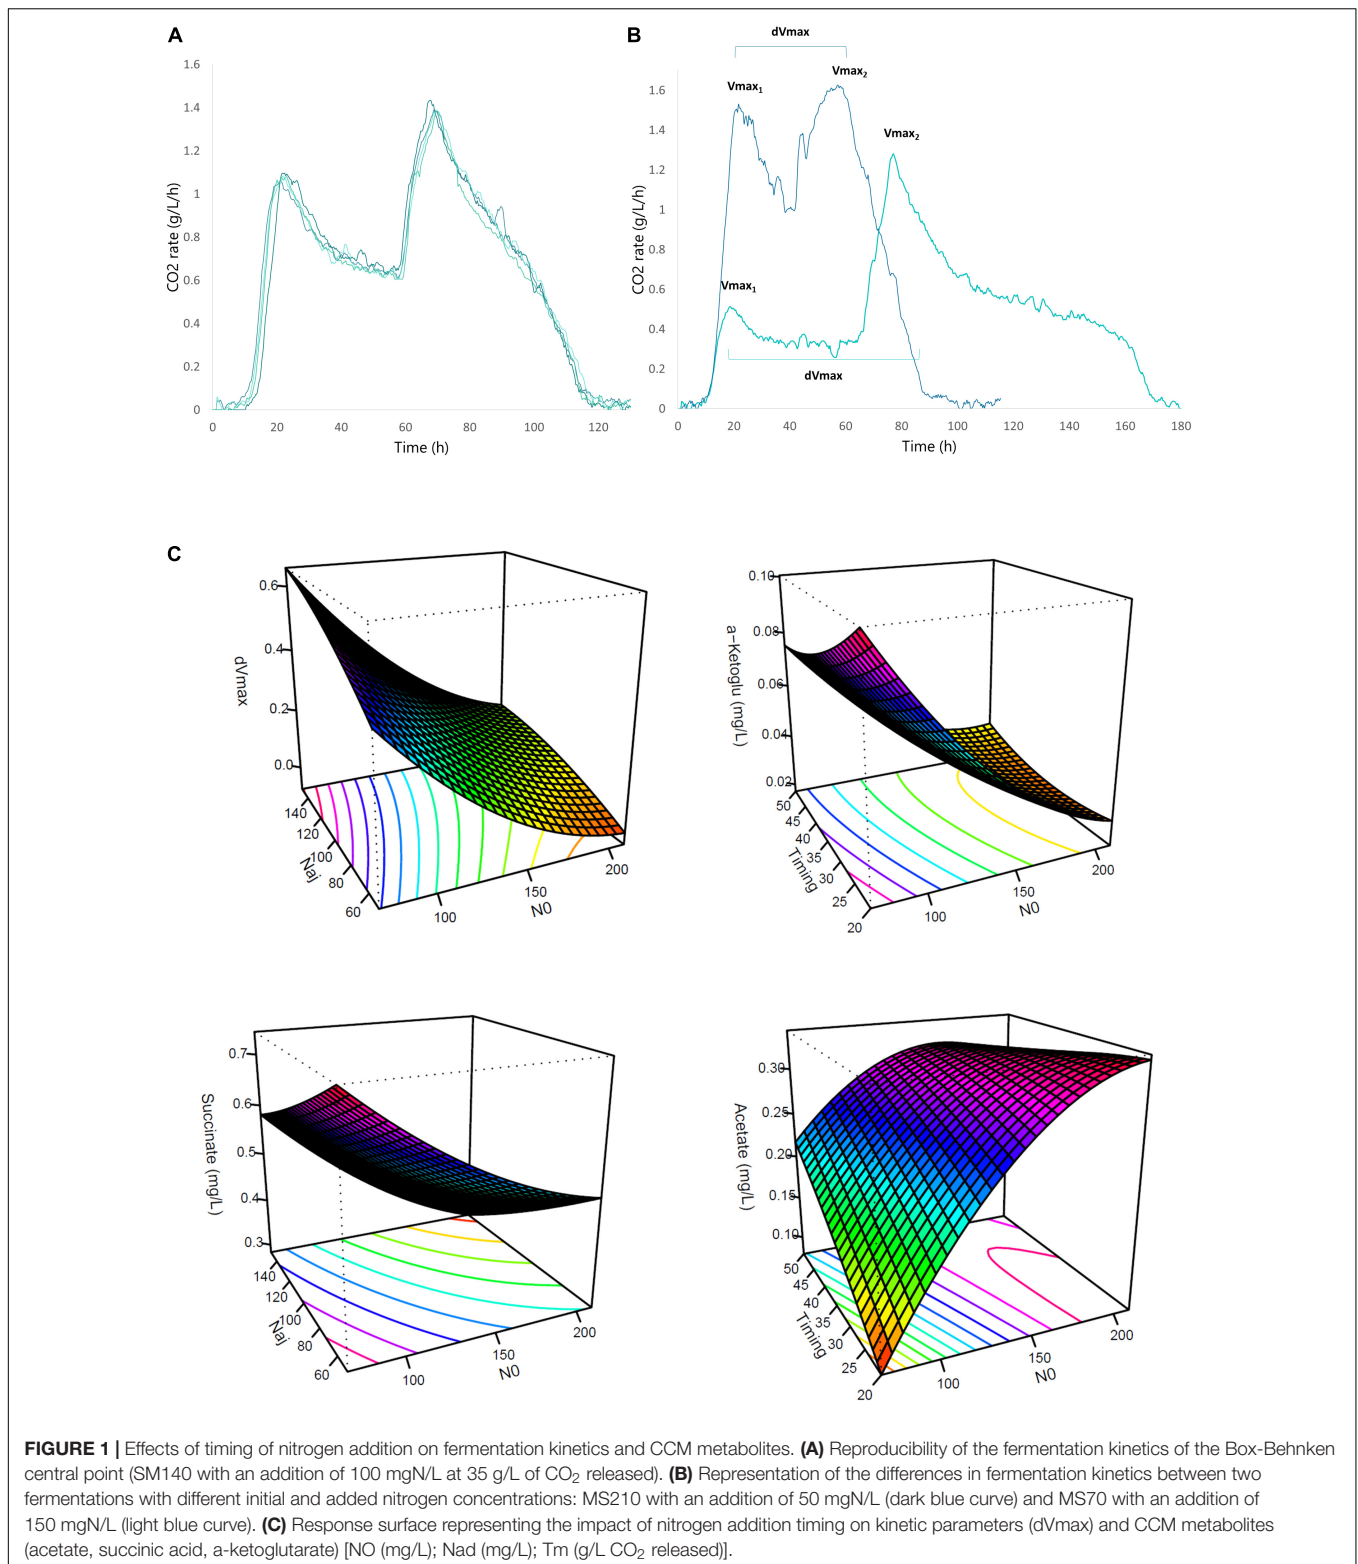 A
1.6
1.4
1.2
1
0.8
0.6
0.4
0.2
0
CO2 rate (g/L/h)
0 20 40 60 80 100 120
Time (h)
B
dVmax
Vmax1
Vmax2
Vmax2
Vmax1
dVmax
1.6
1.4
1.2
1
0.8
0.6
0.4
0.2
0
CO2 rate (g/L/h)
0 20 40 60 80 100 120 140 160 180
Time (h)
C
0.6
0.4
0.2
0.0
dVmax
140
120
100
80
60
Naj
100
150
200
N0
0.10
0.08
0.06
0.04
0.02
a−Ketoglu (mg/L)
50
45
40
35
30
25
20
Timing
100
150
200
N0
0.7
0.6
0.5
0.4
0.3
Succinate (mg/L)
140
120
100
80
60
Naj
100
150
200
N0
0.30
0.25
0.20
0.15
0.10
Acetate (mg/L)
50
45
40
35
30
25
20
Timing
100
150
200
N0
FIGURE 1 | Effects of timing of nitrogen addition on fermentation kinetics and CCM metabolites. (A) Reproducibility of the fermentation kinetics of the Box-Behnken
central point (SM140 with an addition of 100 mgN/L at 35 g/L of CO2 released). (B) Representation of the differences in fermentation kinetics between two
fermentations with different initial and added nitrogen concentrations: MS210 with an addition of 50 mgN/L (dark blue curve) and MS70 with an addition of
150 mgN/L (light blue curve). (C) Response surface representing the impact of nitrogen addition timing on kinetic parameters (dVmax) and CCM metabolites
(acetate, succinic acid, a-ketoglutarate) [NO (mg/L); Nad (mg/L); Tm (g/L CO2 released)].